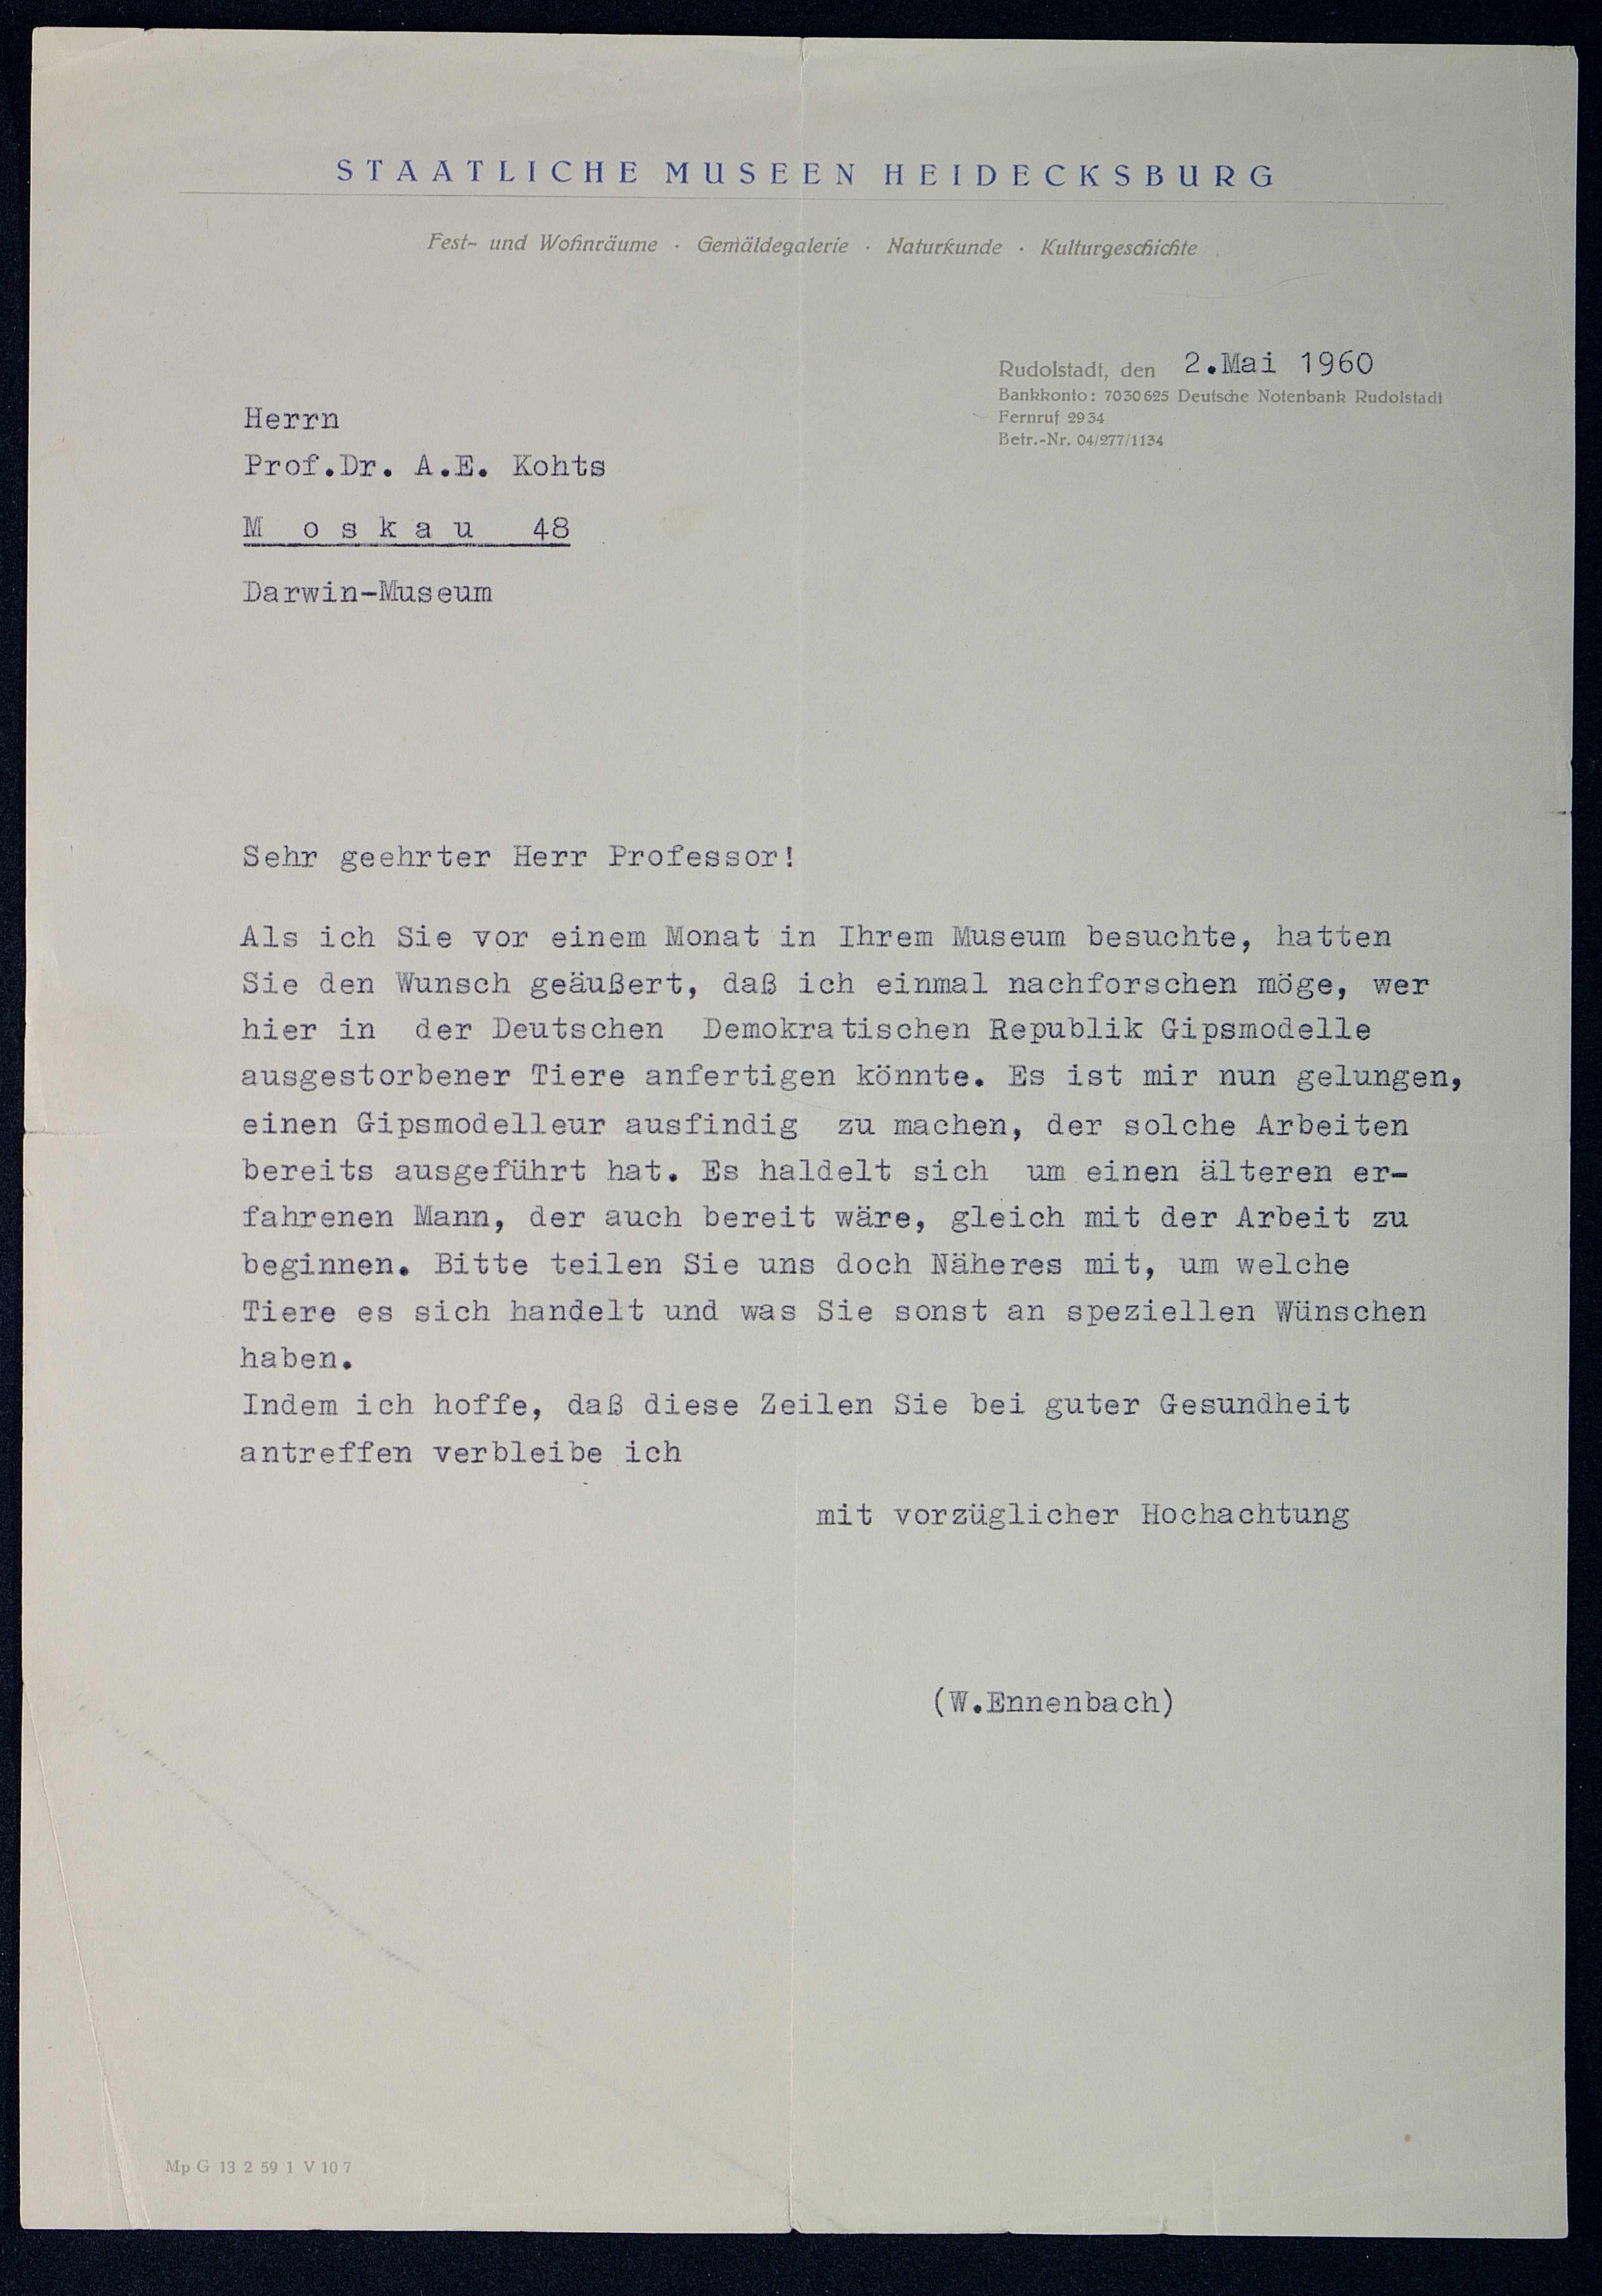 STAATLICHE MUSEEN HEIDECKSBURG
Fest- und Wohnräume · Gemäldegalerie · Naturkunde · Kulturgeschichte
Rudolstadt, den 2.Mai 1960
Bankkonto: 7030625 Deutsche Notenbank Rudolstadt
Fernruf 2934
Betr.-Nr. 04/277/1134
Herrn
Prof.Dr. A.E. Kohts
M o s k a u 48
Darwin-Museum
Sehr geehrter Herr Professor!
Als ich Sie vor einem Monat in Ihrem Museum besuchte, hatten
Sie den Wunsch geäußert, daß ich einmal nachforschen möge, wer
hier in der Deutschen Demokratischen Republik Gipsmodelle
ausgestorbener Tiere anfertigen könnte. Es ist mir nun gelungen,
einen Gipsmodelleur ausfindig zu machen, der solche Arbeiten
bereits ausgeführt hat. Es haldelt sich um einen älteren er-
fahrenen Mann, der auch bereit wäre, gleich mit der Arbeit zu
beginnen. Bitte teilen Sie uns doch Näheres mit, um welche
Tiere es sich handelt und was Sie sonst an speziellen Wünschen
haben.
Indem ich hoffe, daß diese Zeilen Sie bei guter Gesundheit
antreffen verbleibe ich
mit vorzüglicher Hochachtung
(W.Ennenbach)
Mp G 13 2 59 1 V 10 7